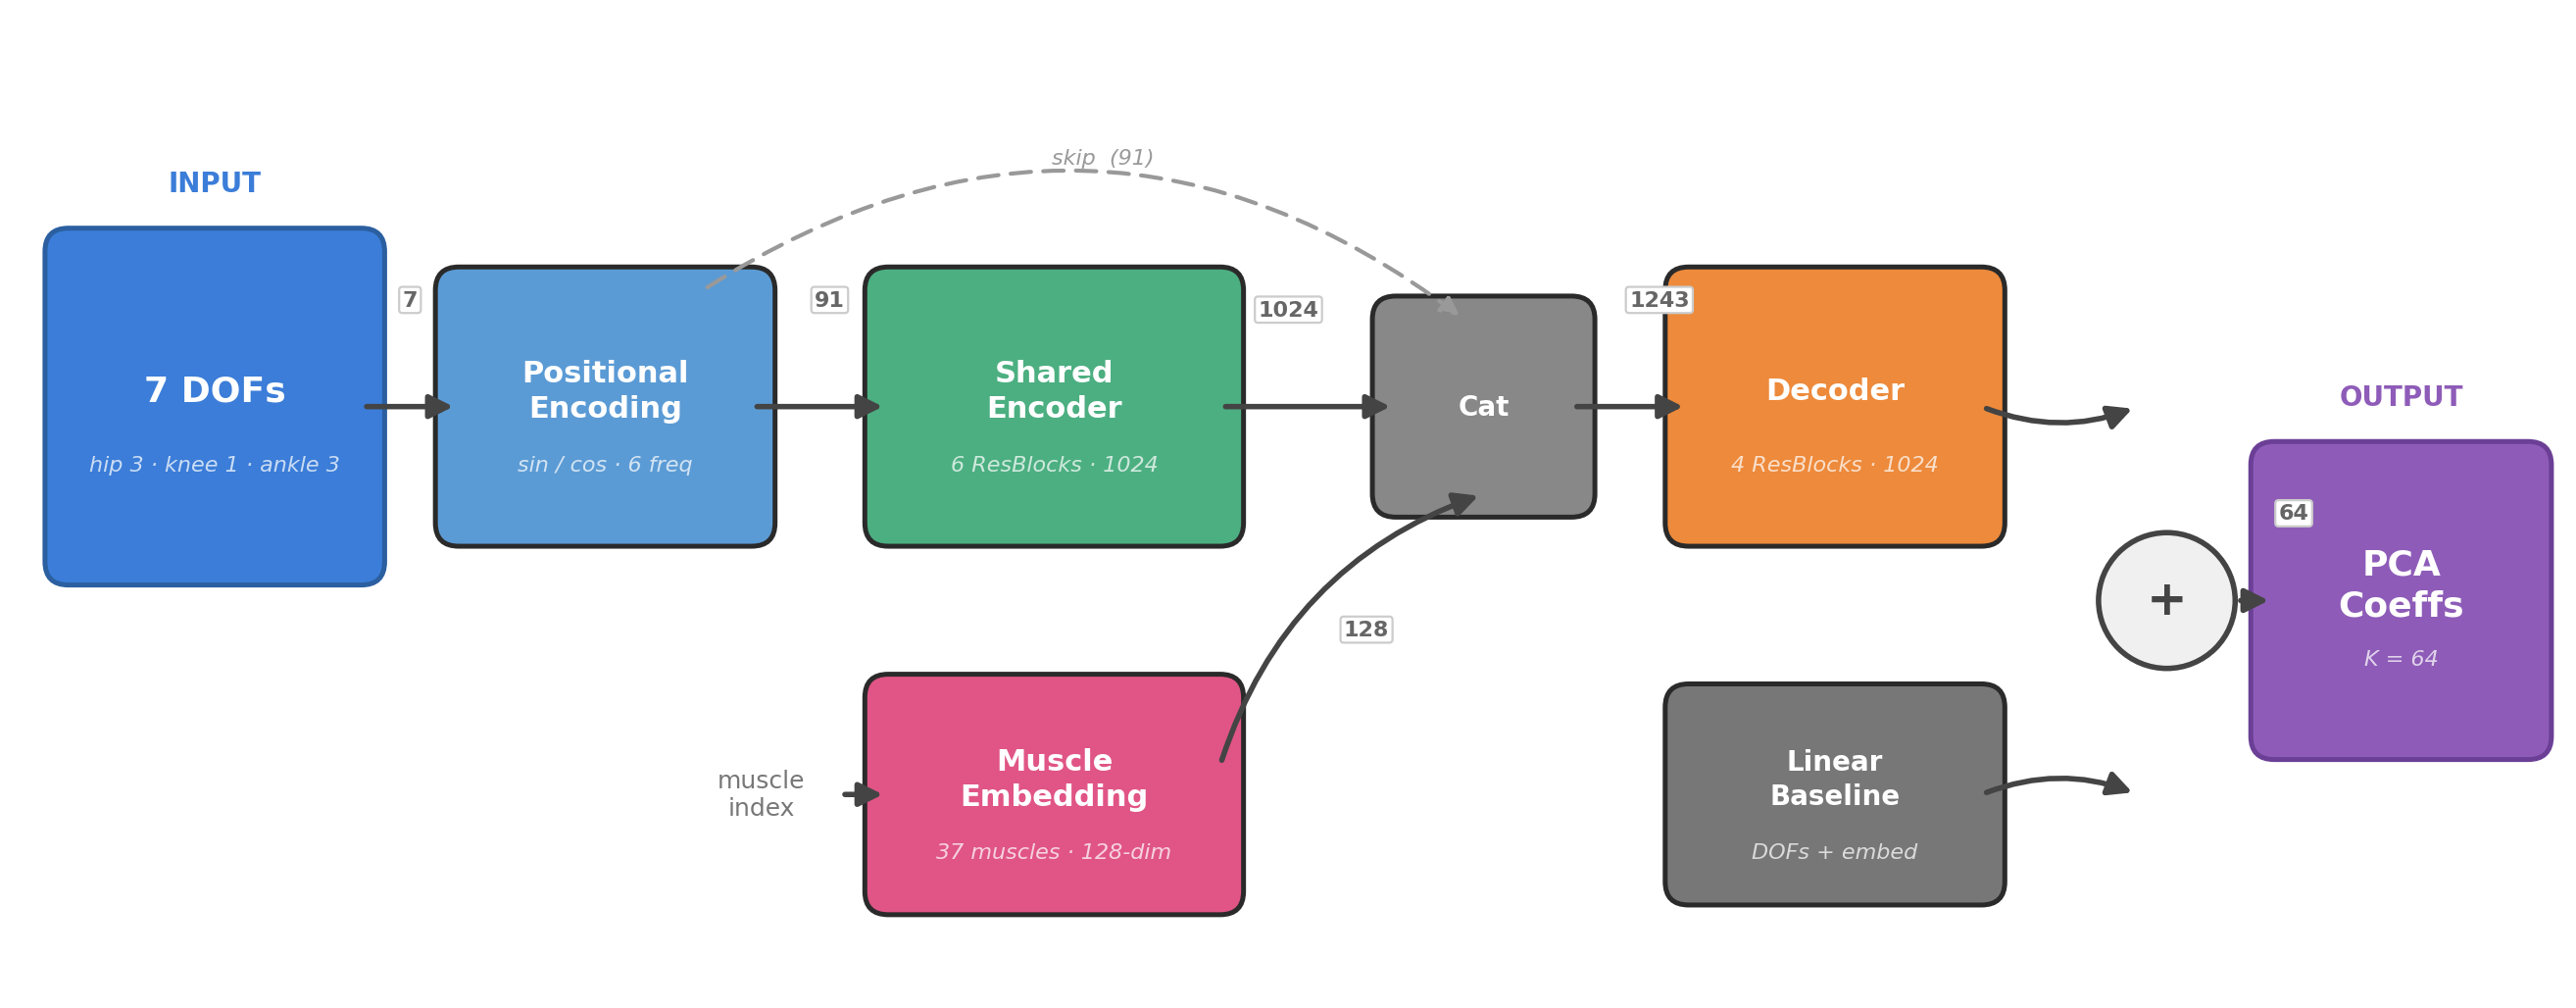 skip (91)
INPUT
7 DOFs
hip 3 · knee 1 · ankle 3
7
Positional
Encoding
sin / cos · 6 freq
91
Shared
Encoder
6 ResBlocks · 1024
1024
Cat
1243
Decoder
4 ResBlocks · 1024
muscle
index
Muscle
Embedding
37 muscles · 128-dim
128
Linear
Baseline
DOFs + embed
+
OUTPUT
64
PCA
Coeffs
K = 64